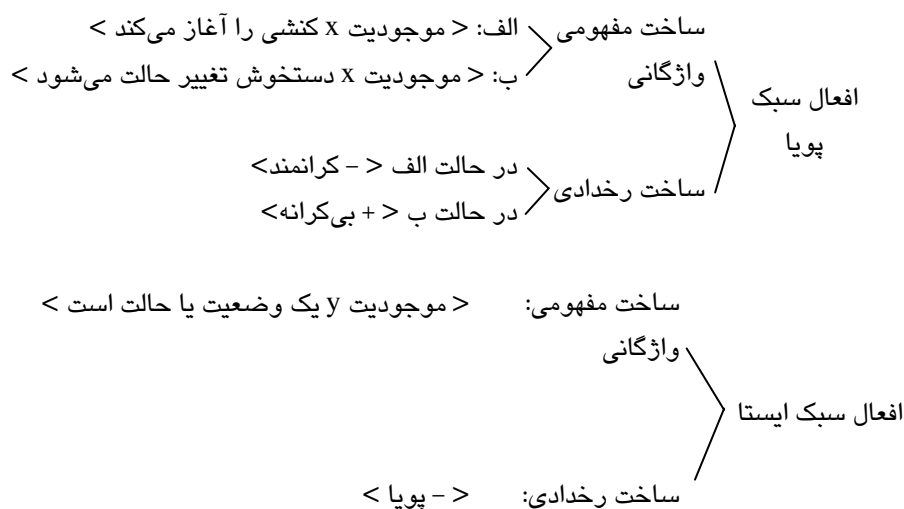 ساخت مفهومی الف: < موجودیت x کنشی را آغاز می‌کند >
واژگانی ب: < موجودیت x دستخوش تغییر حالت می‌شود >
افعال سبک
پویا
در حالت الف < – کرانمند>
ساخت رخدادی
در حالت ب < + بی‌کرانه>
ساخت مفهومی: < موجودیت y یک وضعیت یا حالت است >
واژگانی
افعال سبک ایستا
ساخت رخدادی: < – پویا >